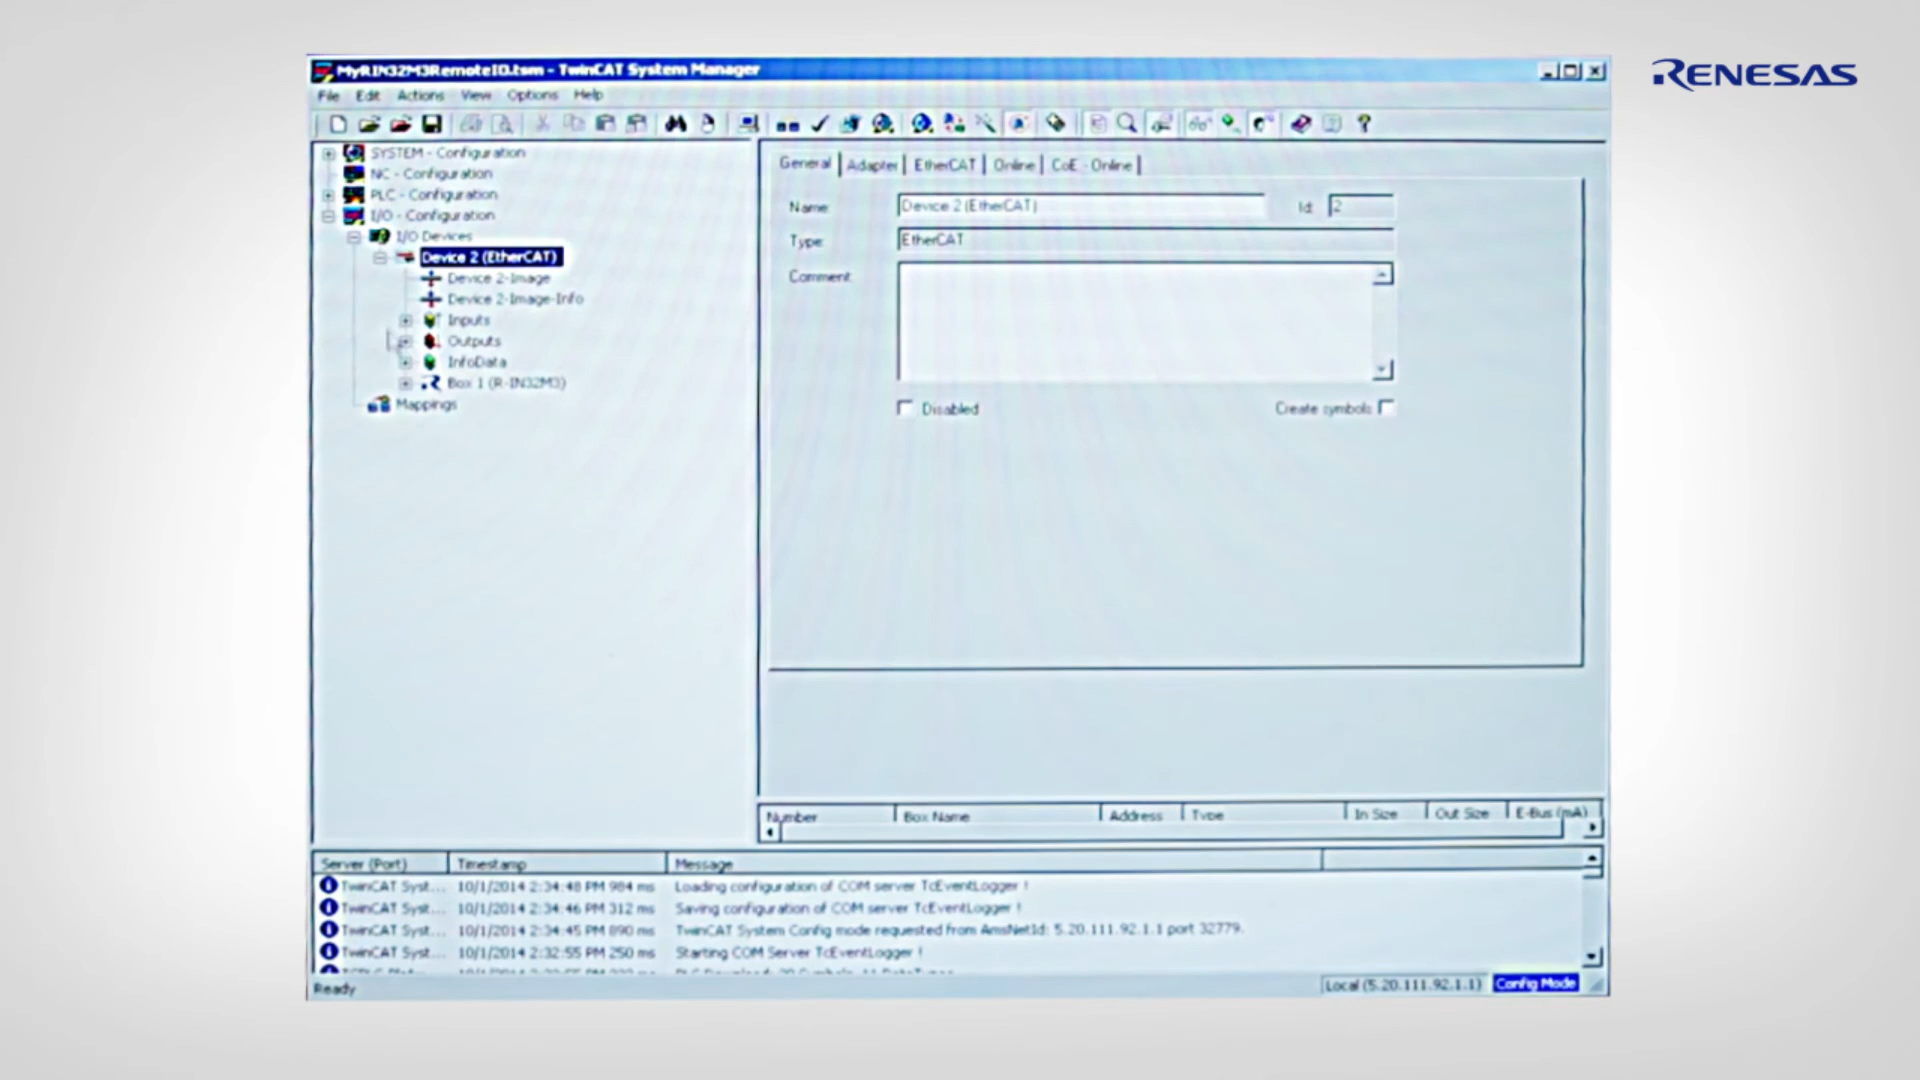 RENESAS
MyRIN32M3RemoteIO.tsm - TwinCAT System Manager
File Edit Actions View Options Help
SYSTEM - Configuration
NC - Configuration
PLC - Configuration
I/O - Configuration
I/O Devices
Device 2 (EtherCAT)
Device 2-Image
Device 2-Image-Info
Inputs
Outputs
InfoData
Box 1 (R-IN32M3)
Mappings
General Adapter EtherCAT Online CoE - Online
Name: Device 2 (EtherCAT) Id: 2
Type: EtherCAT
Comment:
Disabled Create symbols
Number Box Name Address Type In Size Out Size E-Bus (mA)
Server (Port) Timestamp Message
TwinCAT Syst... 10/1/2014 2:34:48 PM 984 ms Loading configuration of COM server TcEventLogger !
TwinCAT Syst... 10/1/2014 2:34:46 PM 312 ms Saving configuration of COM server TcEventLogger !
TwinCAT Syst... 10/1/2014 2:34:45 PM 890 ms TwinCAT System Config mode requested from AmsNetId: 5.20.111.92.1.1 port 32779.
TwinCAT Syst... 10/1/2014 2:32:55 PM 250 ms Starting COM Server TcEventLogger !
Ready Local (5.20.111.92.1.1) Config Mode